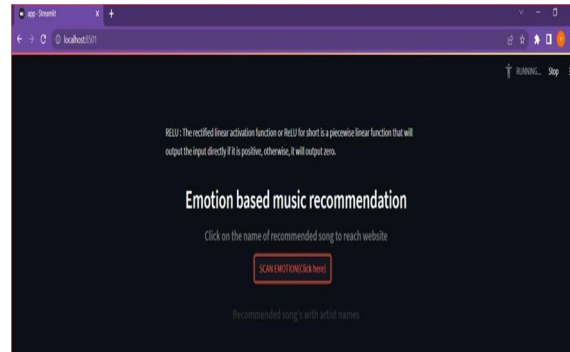 app · Streamlit
localhost:8501
RUNNING... Stop
RELU : The rectified linear activation function or ReLU for short is a piecewise linear function that will
output the input directly if it is positive, otherwise, it will output zero.
Emotion based music recommendation
Click on the name of recommended song to reach website
SCAN EMOTION(Click here)
Recommended song's with artist names